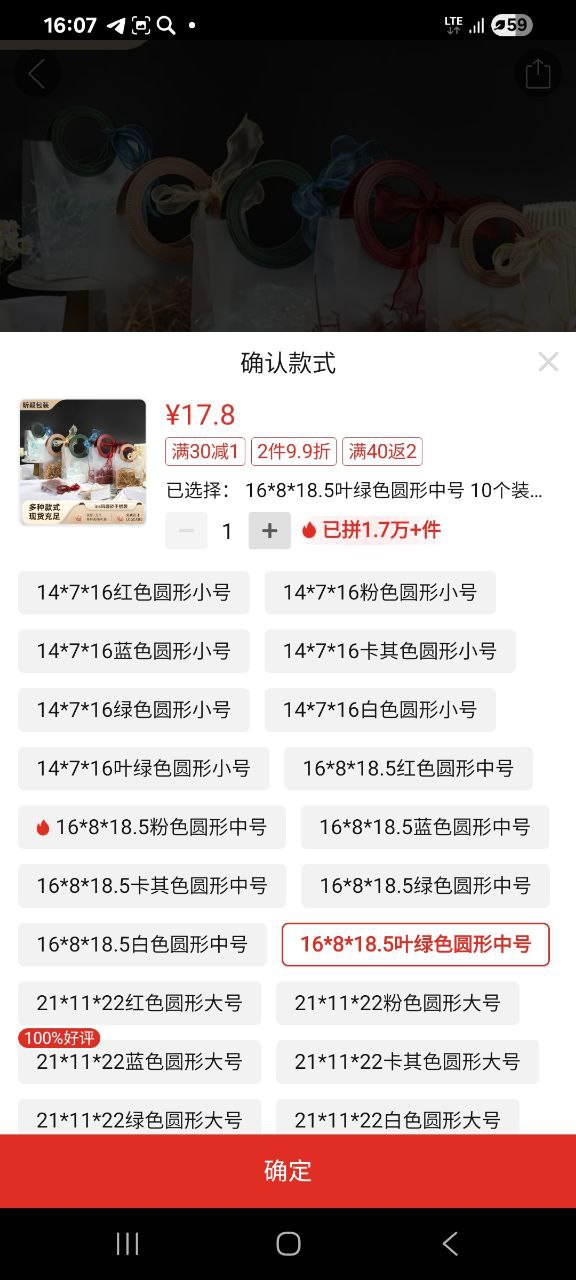 16:07
LTE
59
确认款式
昕颖包装
多种款式
现货充足
¥17.8
满30减1 2件9.9折 满40返2
已选择: 16*8*18.5叶绿色圆形中号 10个装...
1 + 已拼1.7万+件
14*7*16红色圆形小号 14*7*16粉色圆形小号
14*7*16蓝色圆形小号 14*7*16卡其色圆形小号
14*7*16绿色圆形小号 14*7*16白色圆形小号
14*7*16叶绿色圆形小号 16*8*18.5红色圆形中号
16*8*18.5粉色圆形中号 16*8*18.5蓝色圆形中号
16*8*18.5卡其色圆形中号 16*8*18.5绿色圆形中号
16*8*18.5白色圆形中号 16*8*18.5叶绿色圆形中号
21*11*22红色圆形大号 21*11*22粉色圆形大号
100%好评
21*11*22蓝色圆形大号 21*11*22卡其色圆形大号
21*11*22绿色圆形大号 21*11*22白色圆形大号
确定